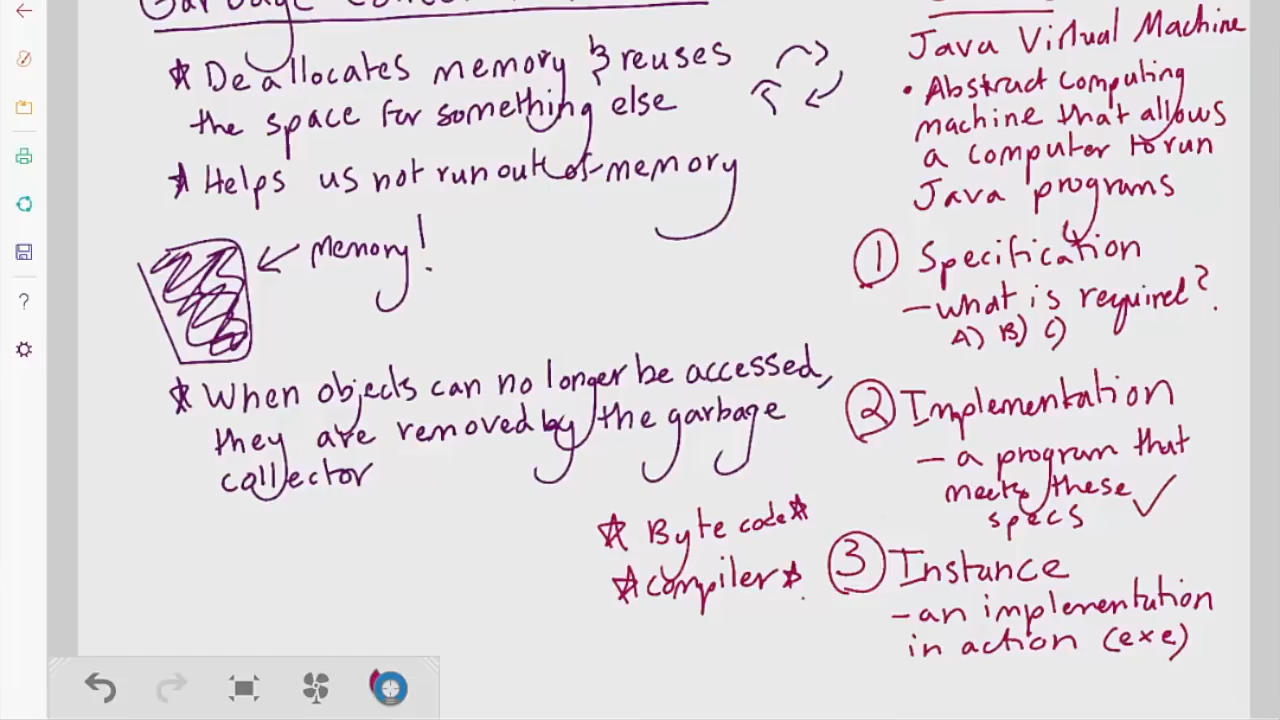 Garbage
* Deallocates memory & reuses
the space for something else
* Helps us not run out of memory
← Memory!
* When objects can no longer be accessed,
they are removed by the garbage
collector
* Byte code *
* compiler *
Java Virtual Machine
• Abstract computing
machine that allows
a computer to run
Java programs
① Specification
- what is required?
A) B) C)
② Implementation
- a program that
meets these ✓
specs
③ Instance
- an implementation
in action (exe)